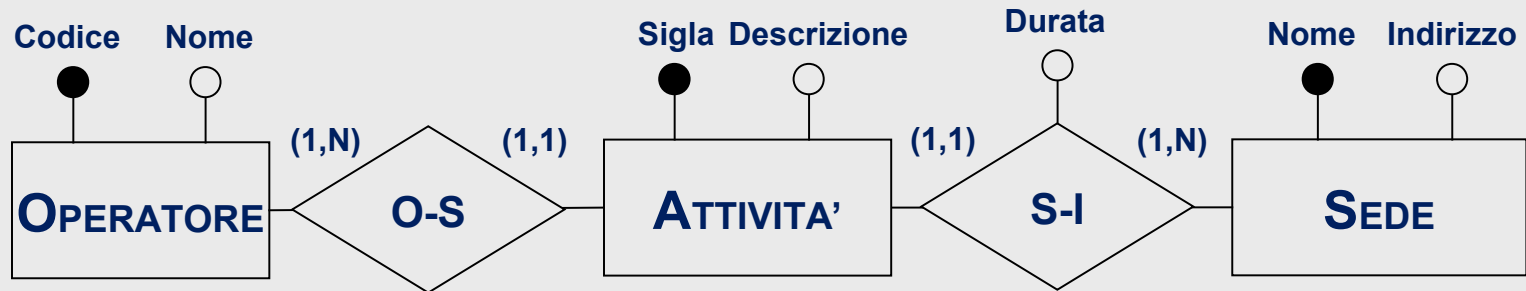 Durata
Codice Nome
Sigla Descrizione
Nome Indirizzo
(1,N) (1,1) (1,1) (1,N)
OPERATORE O-S ATTIVITA’ S-I SEDE